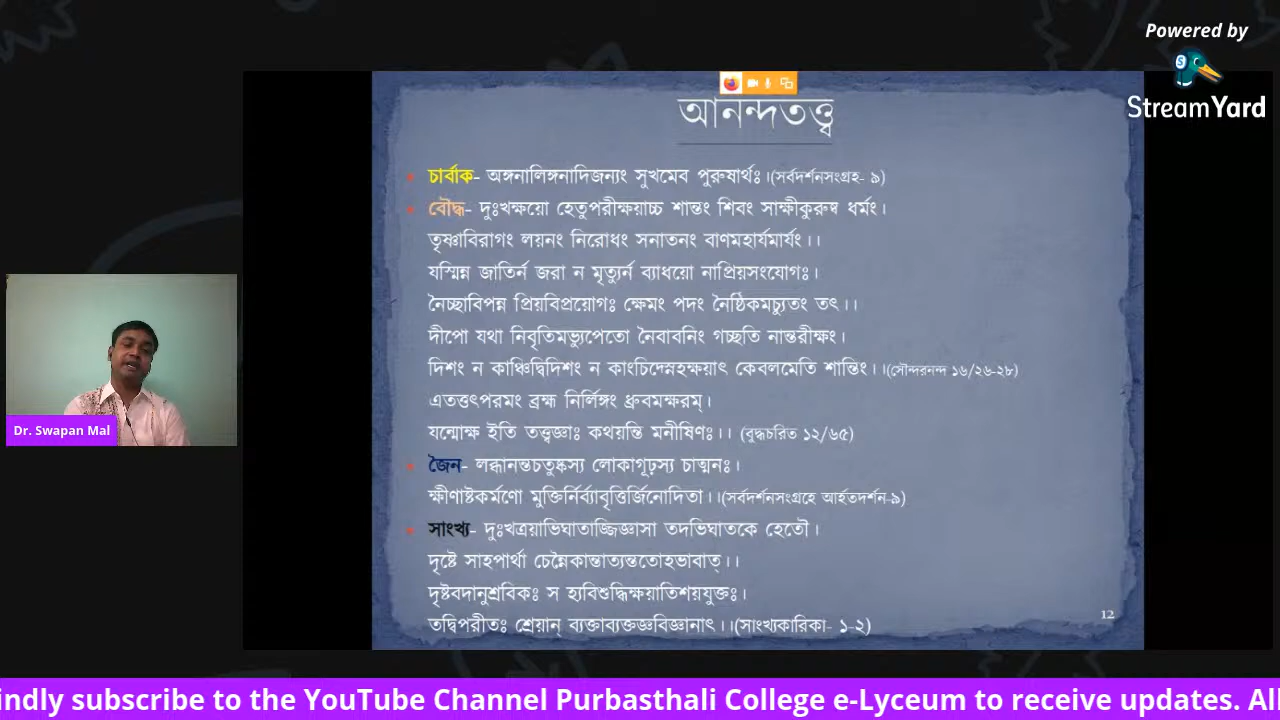 Powered by
StreamYard
আনন্দতত্ত্ব
চার্বাক- অঙ্গনালিঙ্গনাদিজন্যং সুখমেব পুরুষার্থঃ।(সর্বদর্শনসংগ্রহ- ৯)
বৌদ্ধ- দুঃখক্ষয়ো হেতুপরীক্ষয়াচ্চ শান্তং শিবং সাক্ষীকুরুষ্ব ধর্মং।
তৃষ্ণাবিরাগং লয়নং নিরোধং সনাতনং বাণমহার্যমার্যং।।
যস্মিন্ন জাতির্ন জরা ন মৃত্যুর্ন ব্যাধয়ো নাপ্রিয়সংযোগঃ।
নৈচ্ছাবিপন্ন প্রিয়বিপ্রয়োগঃ ক্ষেমং পদং নৈষ্ঠিকমচ্যুতং তৎ।।
দীপো যথা নিবৃতিমভ্যুপেতো নৈবাবনিং গচ্ছতি নান্তরীক্ষং।
দিশং ন কাঞ্চিদ্বিদিশং ন কাংচিদ্স্নেহক্ষয়াৎ কেবলমেতি শান্তিং।।(সৌন্দরনন্দ ১৬/২৬-২৮)
এতত্তৎপরমং ব্রহ্ম নির্লিঙ্গং ধ্রুবমক্ষরম্।
যন্মোক্ষ ইতি তত্ত্বজ্ঞাঃ কথয়ন্তি মনীষিণঃ।। (বুদ্ধচরিত ১২/৬৫)
জৈন- লব্ধানন্তচতুষ্কস্য লোকাগূঢ়স্য চাত্মনঃ।
ক্ষীণাষ্টকর্মণো মুক্তির্নির্ব্যাবৃত্তির্জিনোদিতা।।(সর্বদর্শনসংগ্রহে আর্হতদর্শন-৯)
সাংখ্য- দুঃখত্রয়াভিঘাতাজ্জিজ্ঞাসা তদভিঘাতকে হেতৌ।
দৃষ্টে সাহপার্থা চেন্নৈকান্তাত্যন্ততোহভাবাত্।।
দৃষ্টবদানুশ্রবিকঃ স হ্যবিশুদ্ধিক্ষয়াতিশয়যুক্তঃ।
তদ্বিপরীতঃ শ্রেয়ান্ ব্যক্তাব্যক্তজ্ঞবিজ্ঞানাৎ।।(সাংখ্যকারিকা- ১-২)
12
Dr. Swapan Mal
indly subscribe to the YouTube Channel Purbasthali College e-Lyceum to receive updates. Al